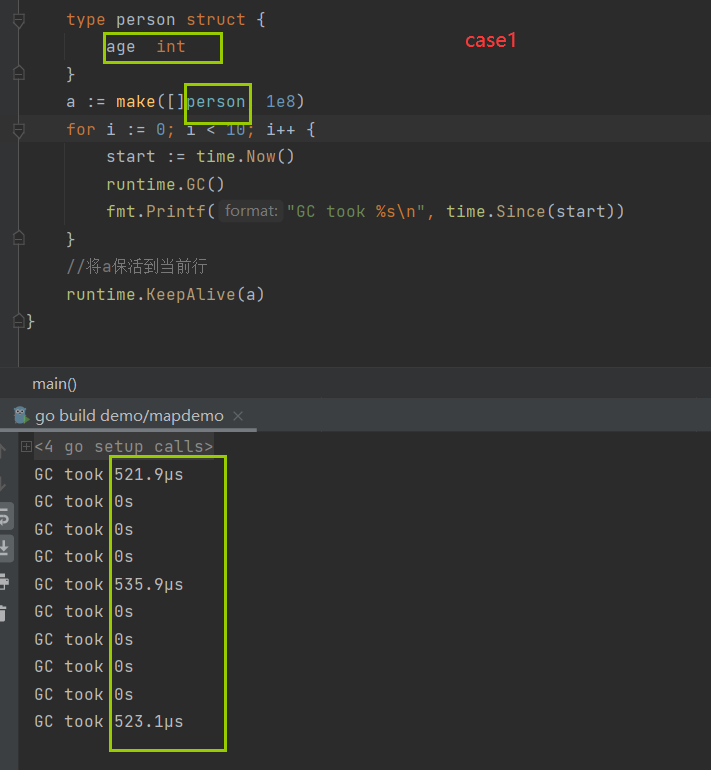 type person struct {
age  int
case1
}
a := make([]person, 1e8)
for i := 0; i < 10; i++ {
start := time.Now()
runtime.GC()
fmt.Printf( format: "GC took %s\n", time.Since(start))
}
//将a保活到当前行
runtime.KeepAlive(a)
}
main()
go build demo/mapdemo ×
<4 go setup calls>
GC took 521.9µs
GC took 0s
GC took 0s
GC took 0s
GC took 535.9µs
GC took 0s
GC took 0s
GC took 0s
GC took 0s
GC took 523.1µs